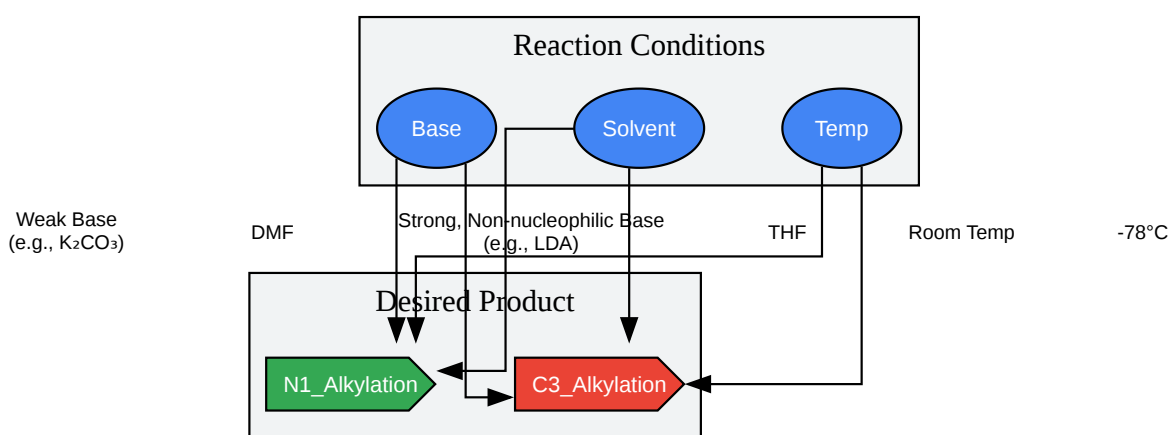 Reaction Conditions
Base
Solvent
Temp
Weak Base
(e.g., K₂CO₃)
DMF
Strong, Non-nucleophilic Base
(e.g., LDA)
THF
Room Temp
-78°C
Desired Product
N1_Alkylation
C3_Alkylation